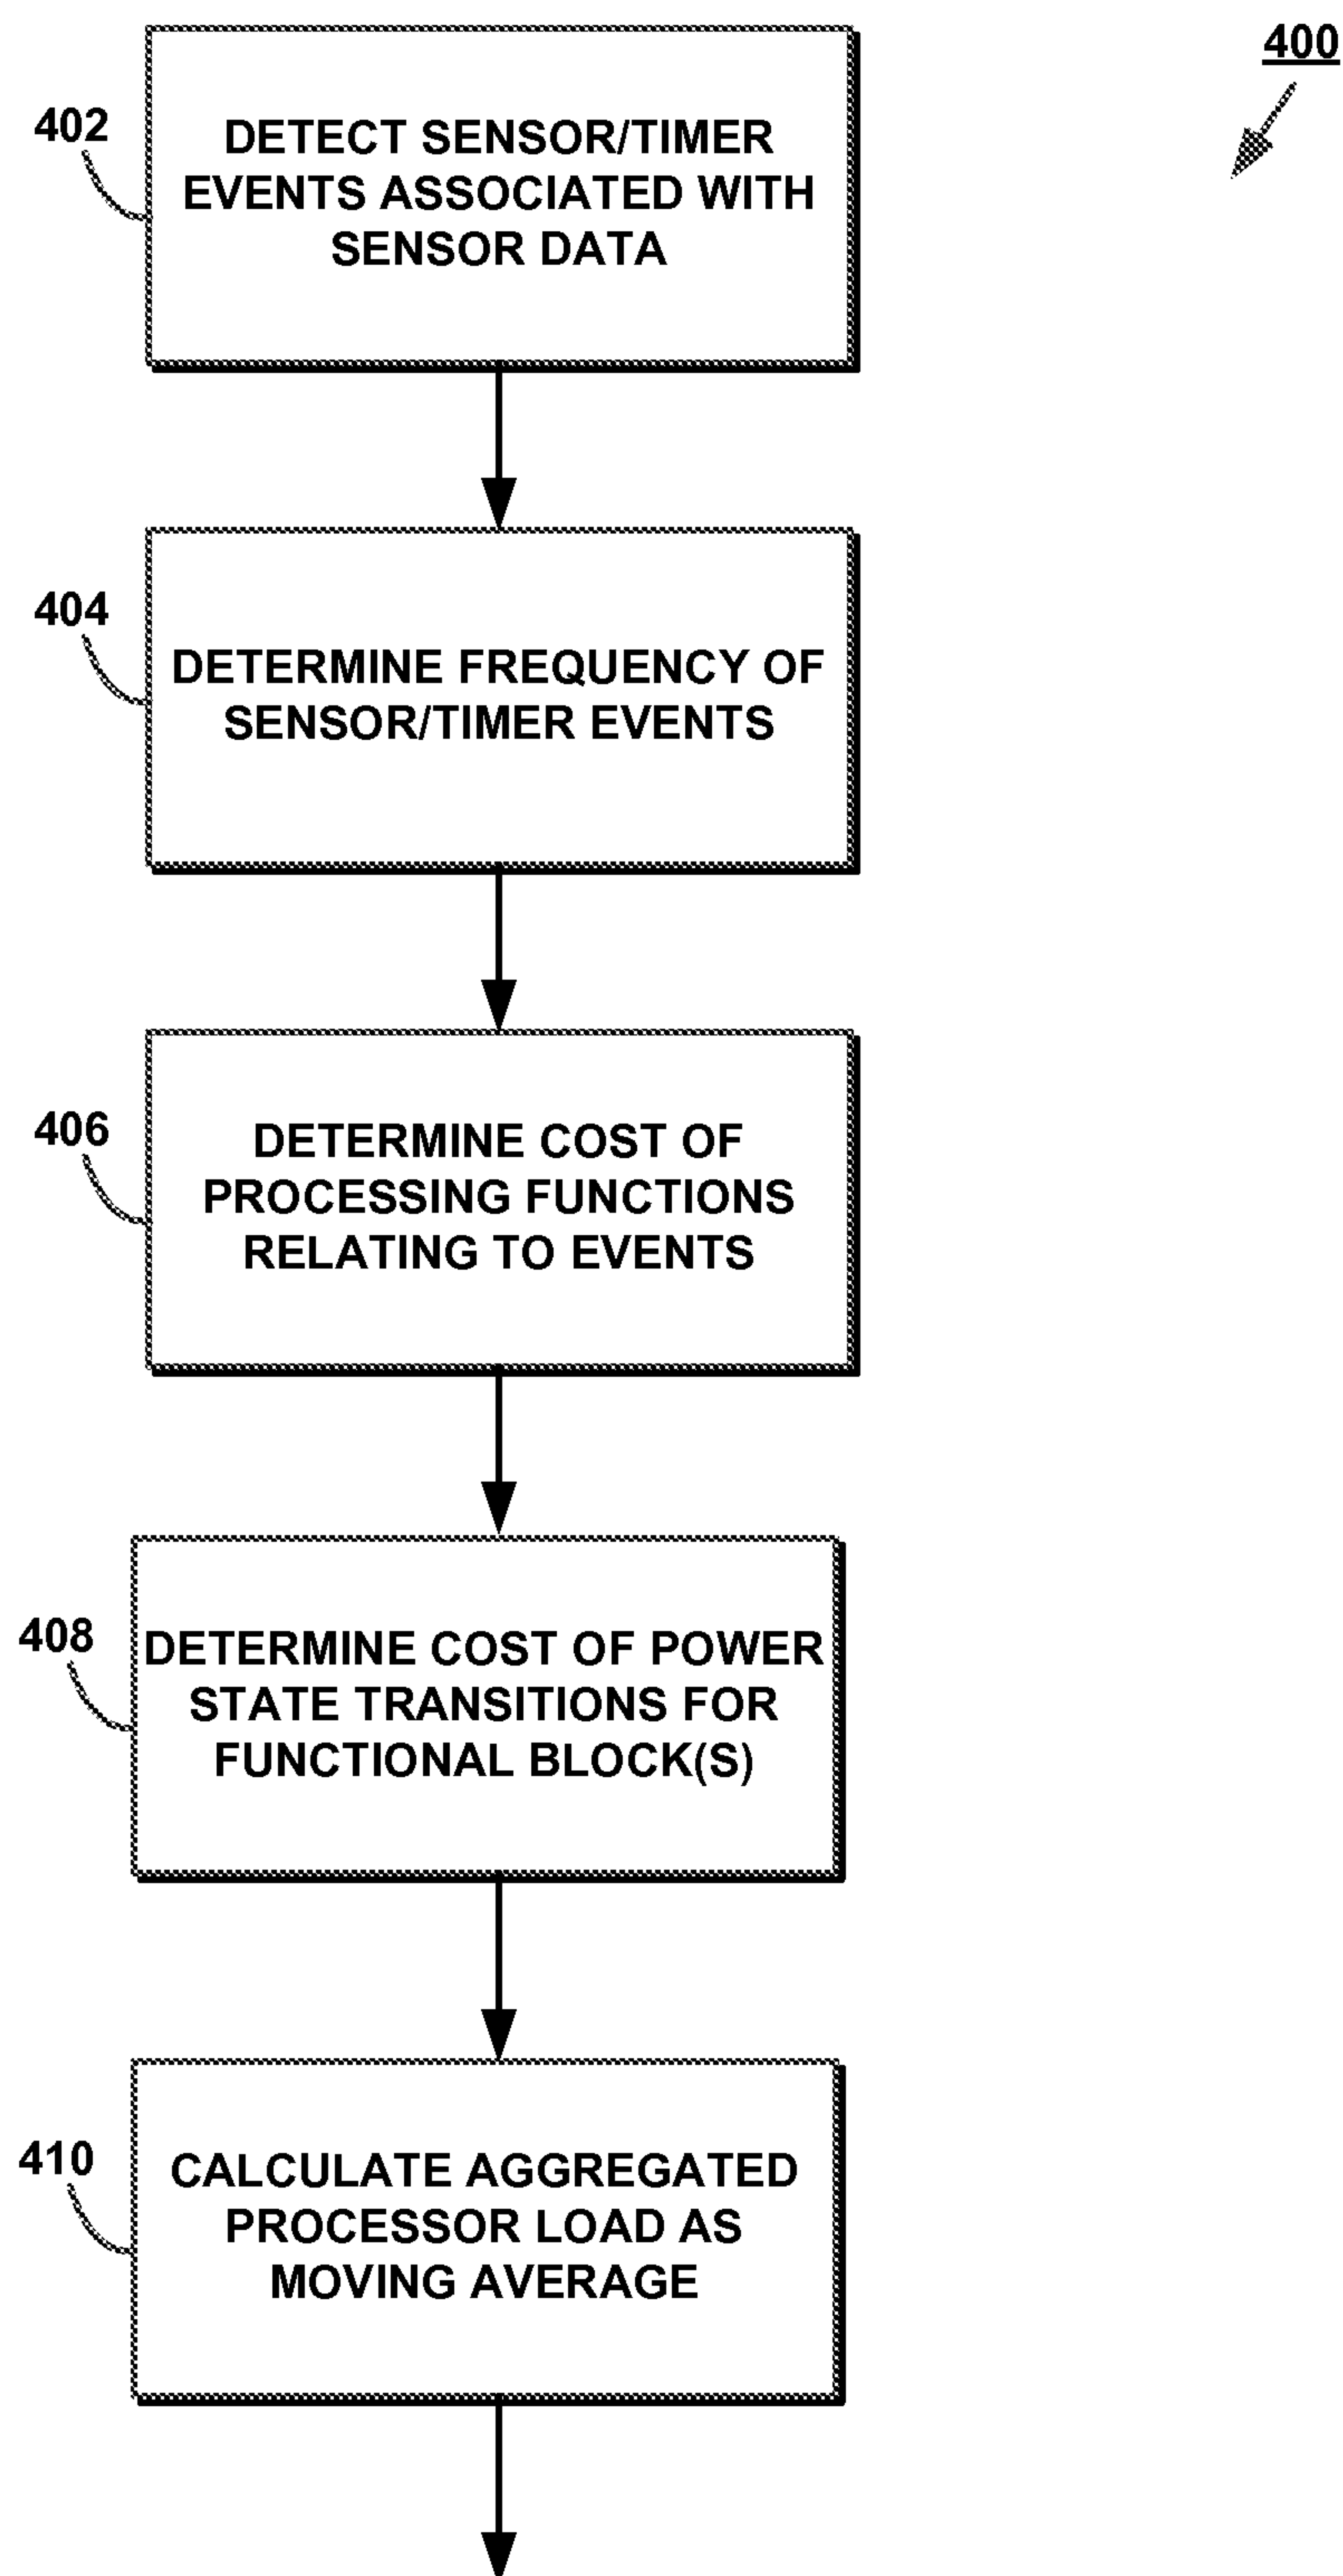 400
402
DETECT SENSOR/TIMER
EVENTS ASSOCIATED WITH
SENSOR DATA
404
DETERMINE FREQUENCY OF
SENSOR/TIMER EVENTS
406
DETERMINE COST OF
PROCESSING FUNCTIONS
RELATING TO EVENTS
408
DETERMINE COST OF POWER
STATE TRANSITIONS FOR
FUNCTIONAL BLOCK(S)
410
CALCULATE AGGREGATED
PROCESSOR LOAD AS
MOVING AVERAGE